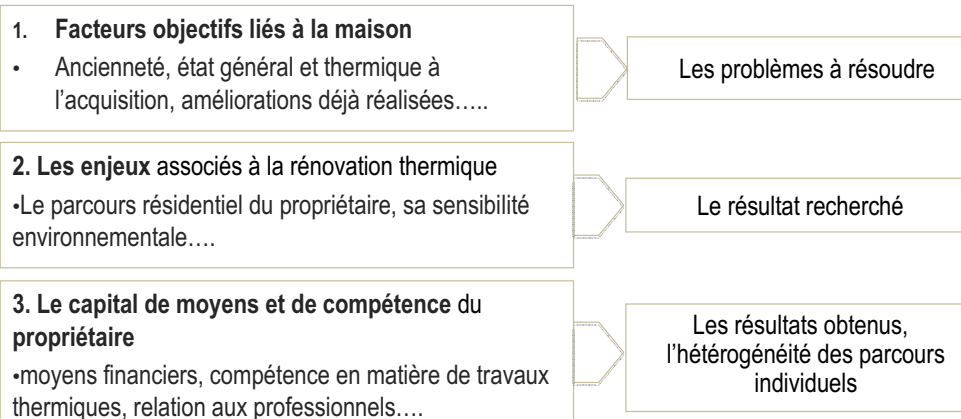 1. Facteurs objectifs liés à la maison
• Ancienneté, état général et thermique à
l’acquisition, améliorations déjà réalisées…..
Les problèmes à résoudre
2. Les enjeux associés à la rénovation thermique
•Le parcours résidentiel du propriétaire, sa sensibilité
environnementale….
Le résultat recherché
3. Le capital de moyens et de compétence du
propriétaire
•moyens financiers, compétence en matière de travaux
thermiques, relation aux professionnels….
Les résultats obtenus,
l’hétérogénéité des parcours
individuels